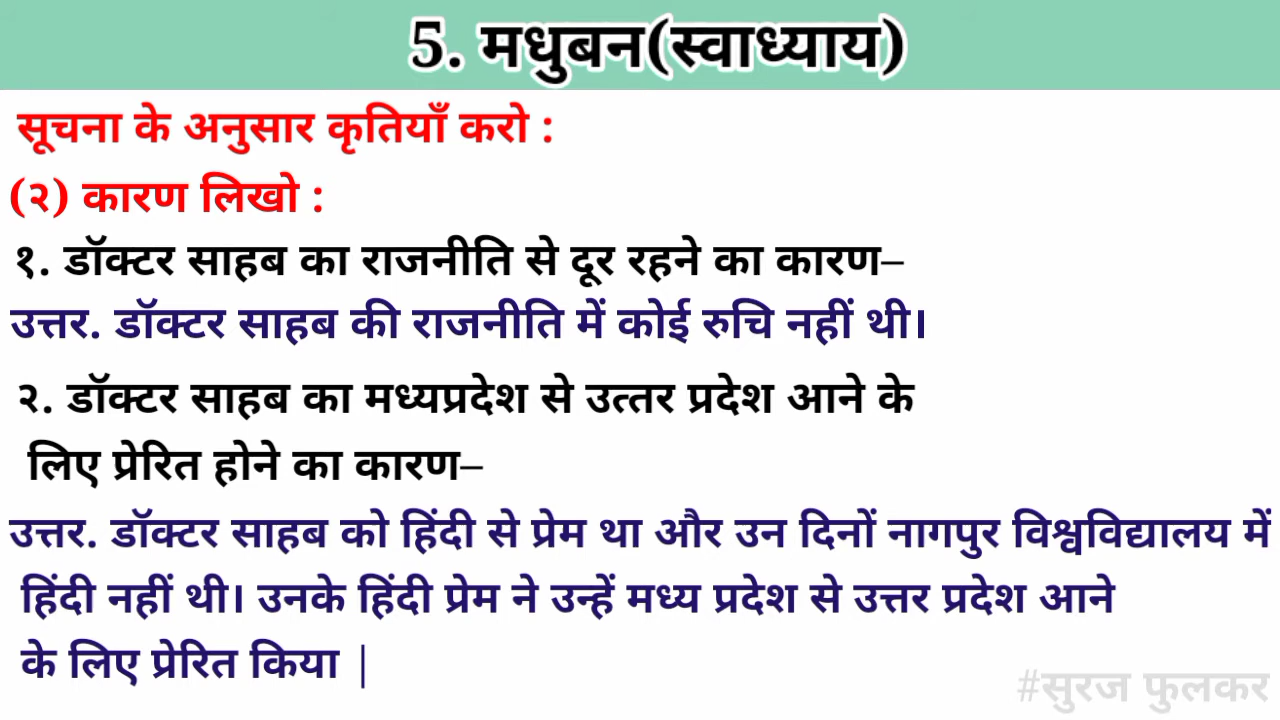 5. मधुबन(स्वाध्याय)
सूचना के अनुसार कृतियाँ करो :
(२) कारण लिखो :
१. डॉक्टर साहब का राजनीति से दूर रहने का कारण–
उत्तर. डॉक्टर साहब की राजनीति में कोई रुचि नहीं थी।
२. डॉक्टर साहब का मध्यप्रदेश से उत्तर प्रदेश आने के
लिए प्रेरित होने का कारण–
उत्तर. डॉक्टर साहब को हिंदी से प्रेम था और उन दिनों नागपुर विश्वविद्यालय में
हिंदी नहीं थी। उनके हिंदी प्रेम ने उन्हें मध्य प्रदेश से उत्तर प्रदेश आने
के लिए प्रेरित किया |
#सुरज फुलकर